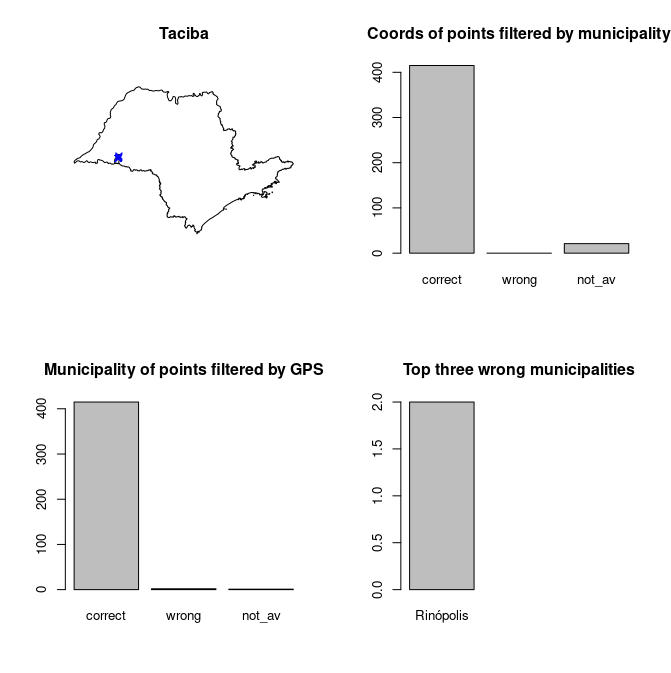 Taciba
Coords of points filtered by municipality
0
100
200
300
400
correct wrong not_av
Municipality of points filtered by GPS
0
100
200
300
400
correct wrong not_av
Top three wrong municipalities
0.0
0.5
1.0
1.5
2.0
Rinópolis